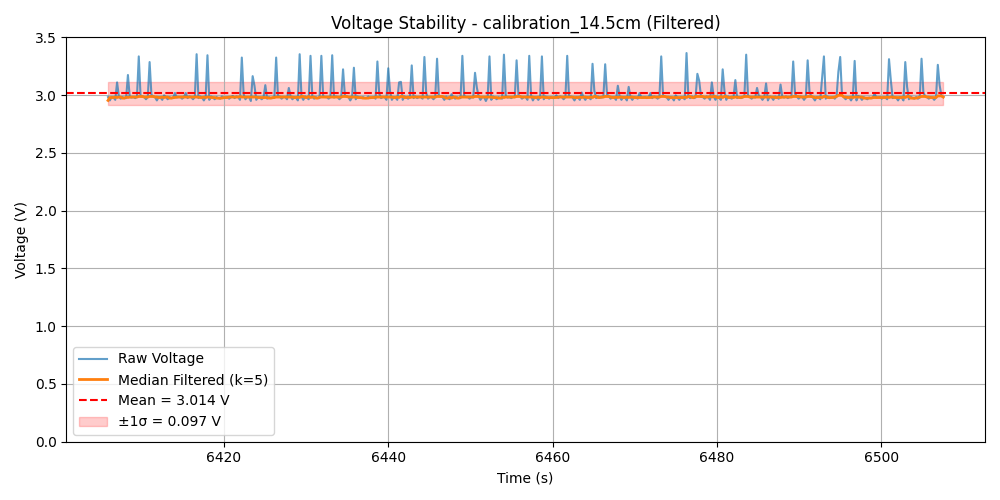 Voltage Stability - calibration_14.5cm (Filtered)
Voltage (V)
3.5
3.0
2.5
2.0
1.5
1.0
0.5
0.0
Raw Voltage
Median Filtered (k=5)
Mean = 3.014 V
±1σ = 0.097 V
6420 6440 6460 6480 6500
Time (s)